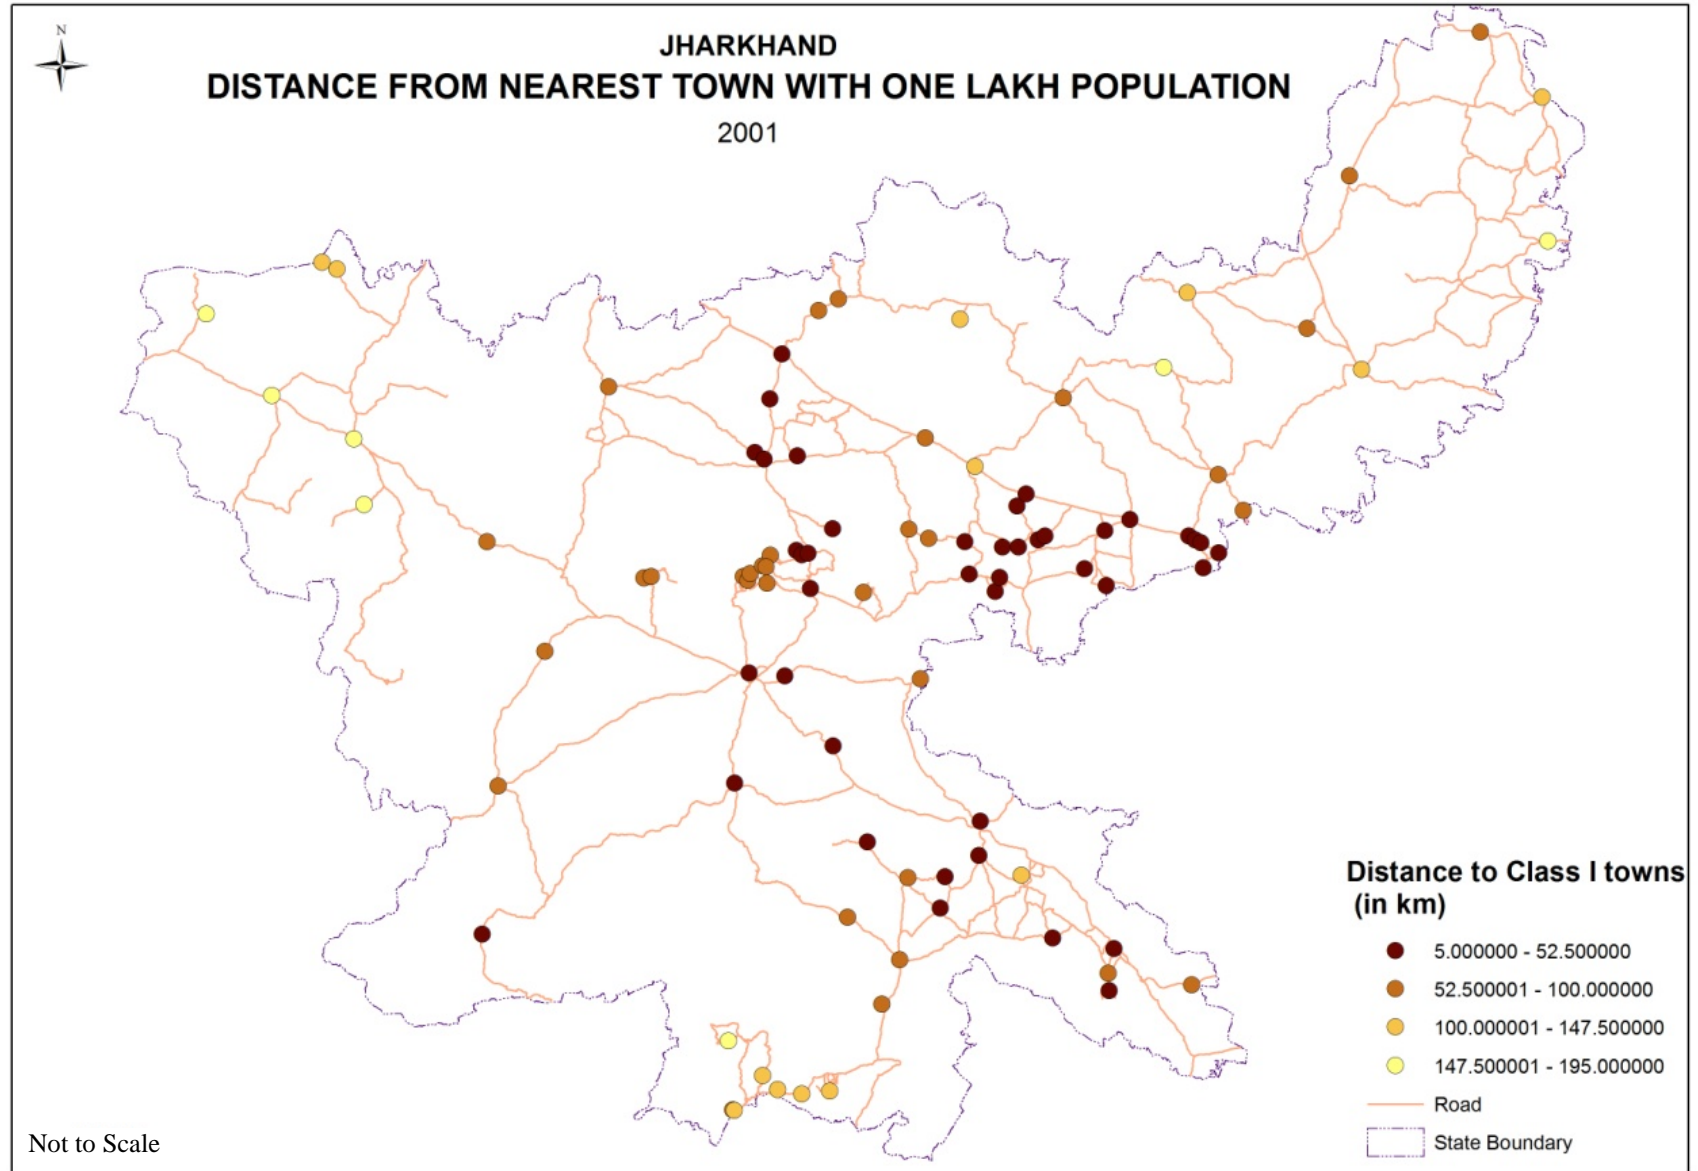 N
JHARKHAND
DISTANCE FROM NEAREST TOWN WITH ONE LAKH POPULATION
2001
Distance to Class I towns
(in km)
5.000000 - 52.500000
52.500001 - 100.000000
100.000001 - 147.500000
147.500001 - 195.000000
Road
State Boundary
Not to Scale